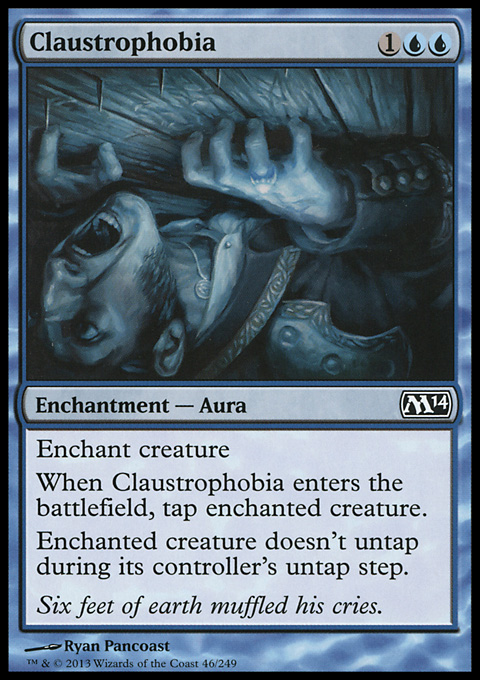 Claustrophobia 1
Enchantment — Aura M14
Enchant creature
When Claustrophobia enters the
battlefield, tap enchanted creature.
Enchanted creature doesn't untap
during its controller's untap step.
Six feet of earth muffled his cries.
Ryan Pancoast
™ & © 2013 Wizards of the Coast 46/249